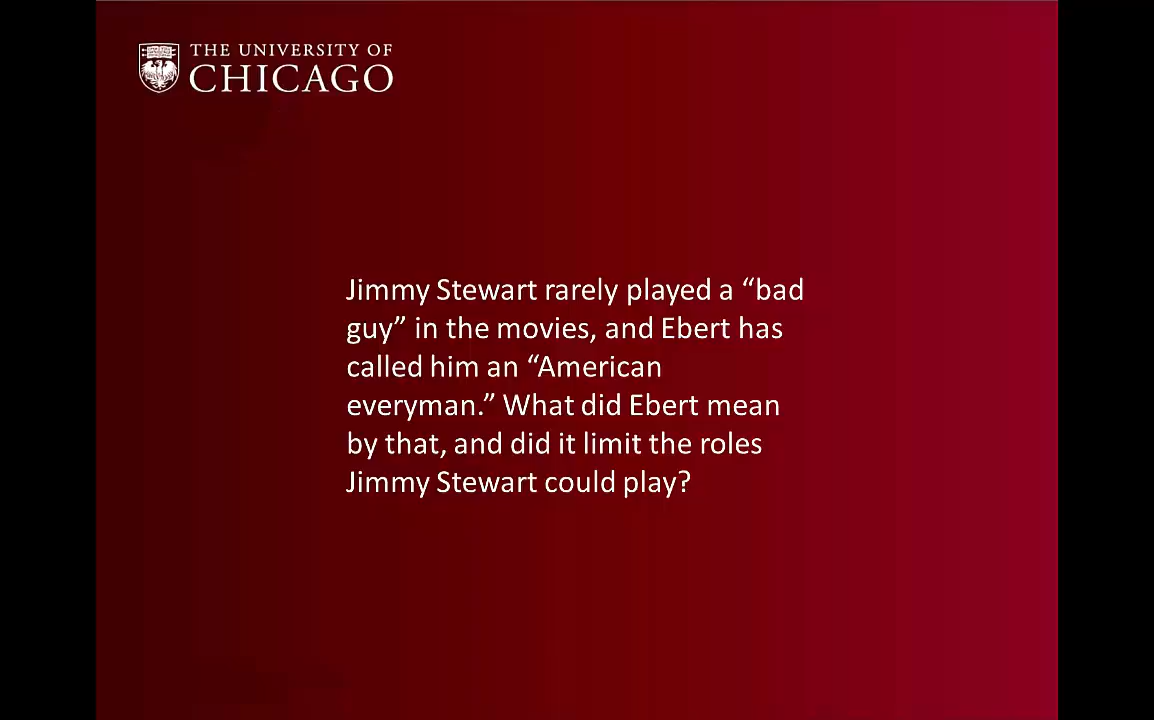 THE UNIVERSITY OF
CHICAGO
Jimmy Stewart rarely played a “bad
guy” in the movies, and Ebert has
called him an “American
everyman.” What did Ebert mean
by that, and did it limit the roles
Jimmy Stewart could play?